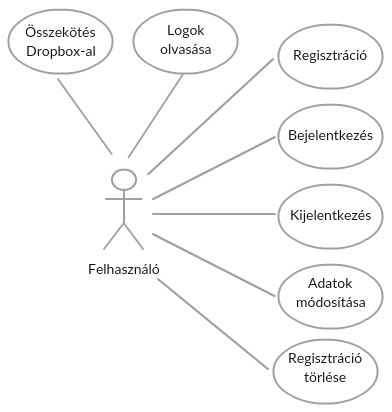 Összekötés
Dropbox-al
Logok
olvasása
Regisztráció
Bejelentkezés
Kijelentkezés
Felhasználó
Adatok
módosítása
Regisztráció
törlése